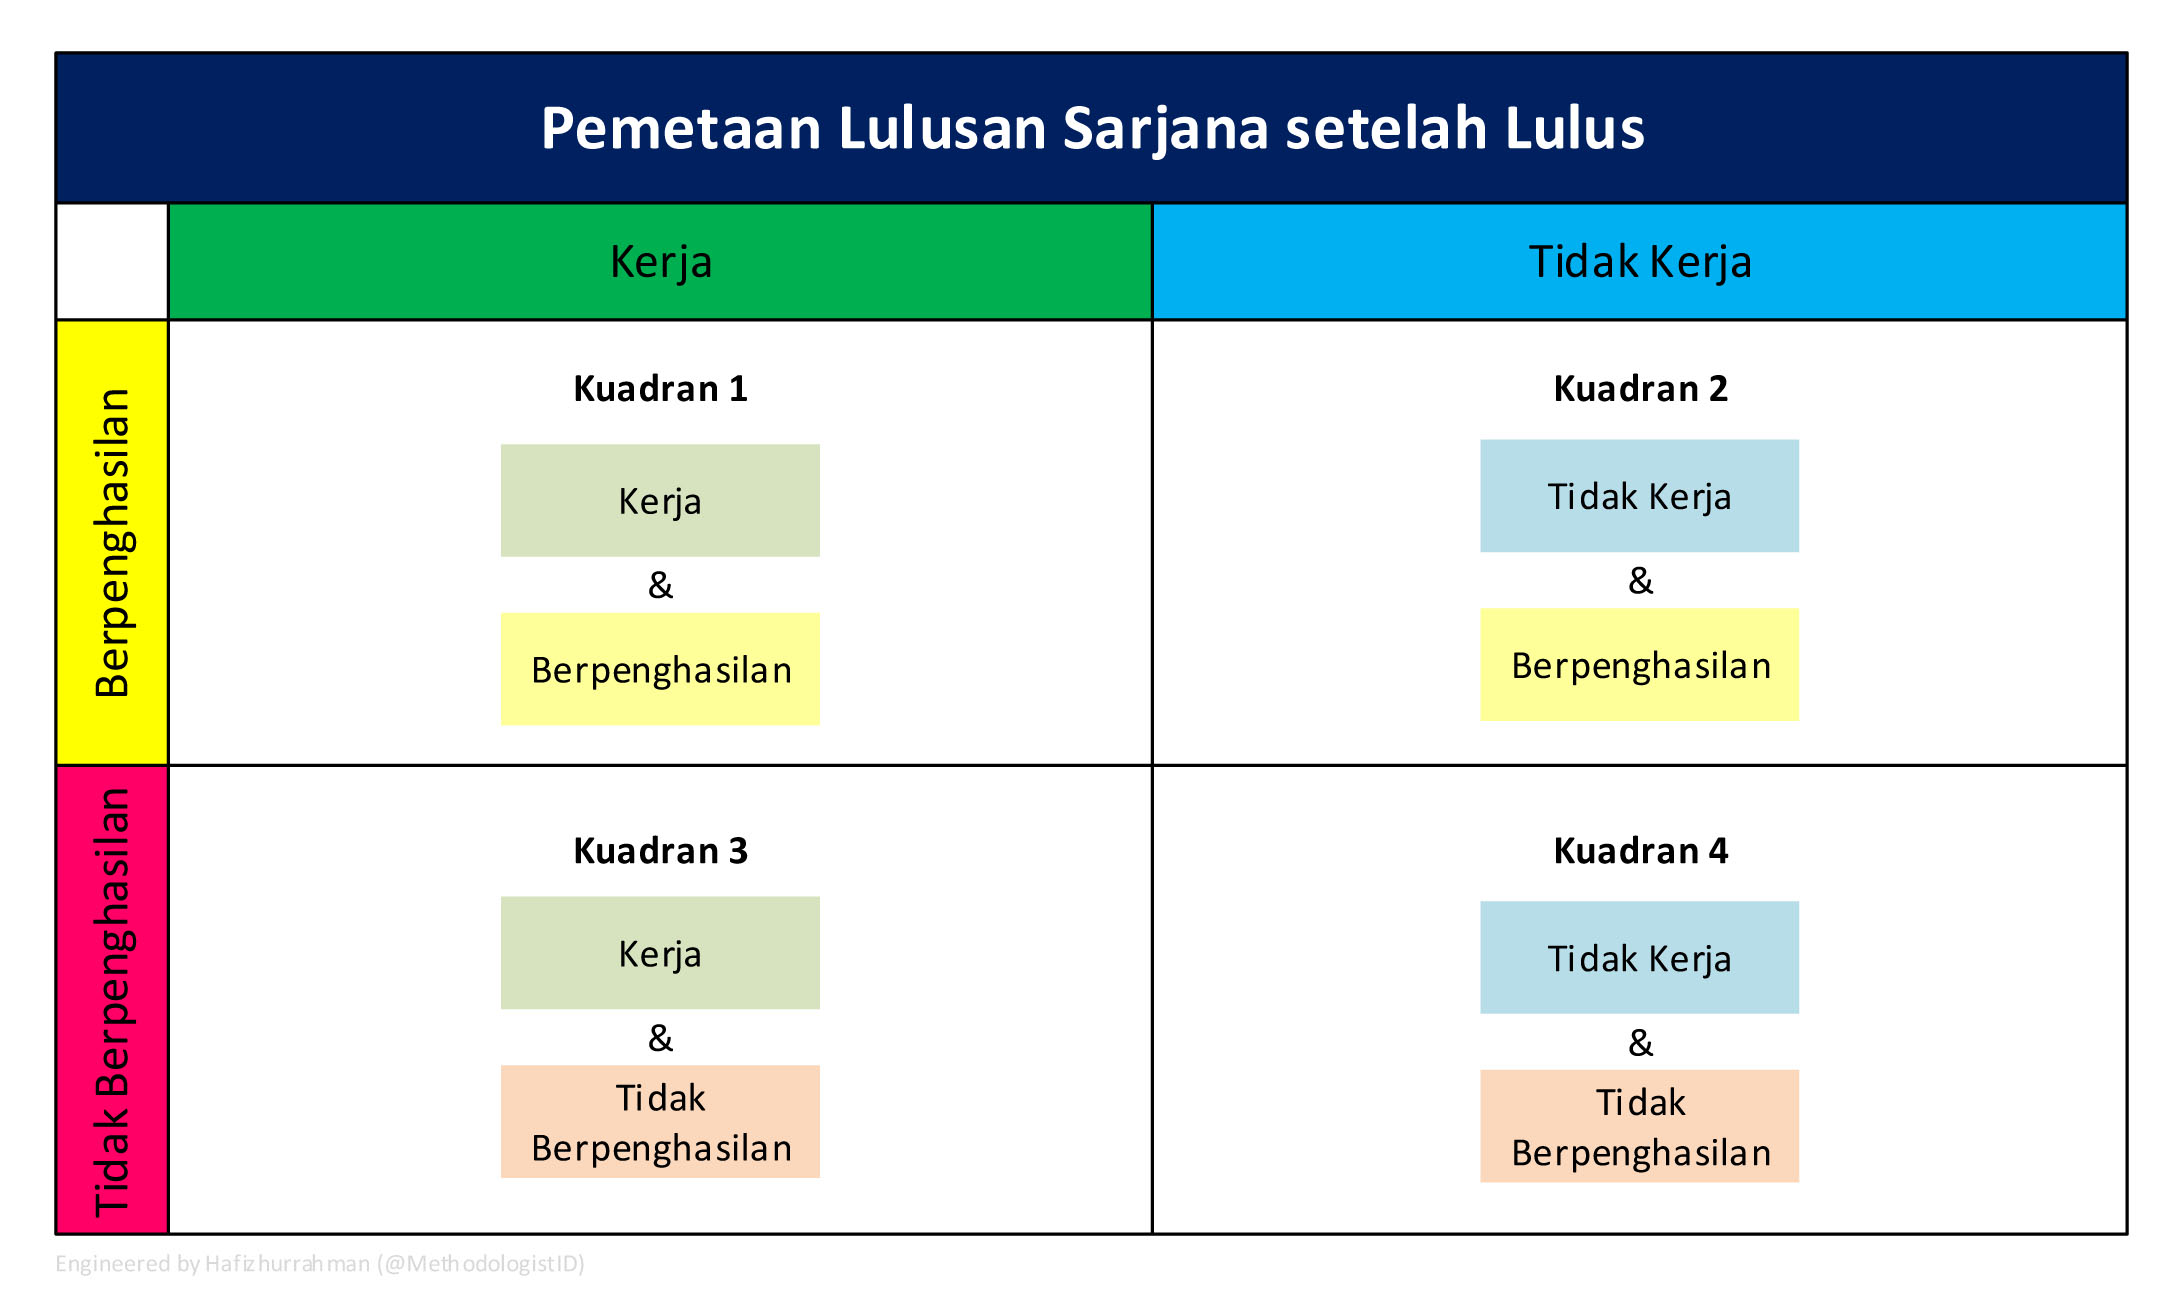 Pemetaan Lulusan Sarjana setelah Lulus
Kerja
Tidak Kerja
Berpenghasilan
Kuadran 1
Kerja
&
Berpenghasilan
Kuadran 2
Tidak Kerja
&
Berpenghasilan
Tidak Berpenghasilan
Kuadran 3
Kerja
&
Tidak
Berpenghasilan
Kuadran 4
Tidak Kerja
&
Tidak
Berpenghasilan
Engineered by Hafizhurrahman (@MethodologistID)